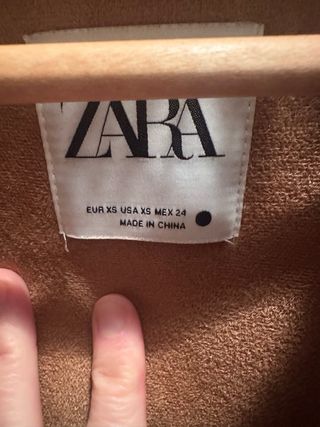 ZARA
EUR XS USA XS MEX 24
MADE IN CHINA